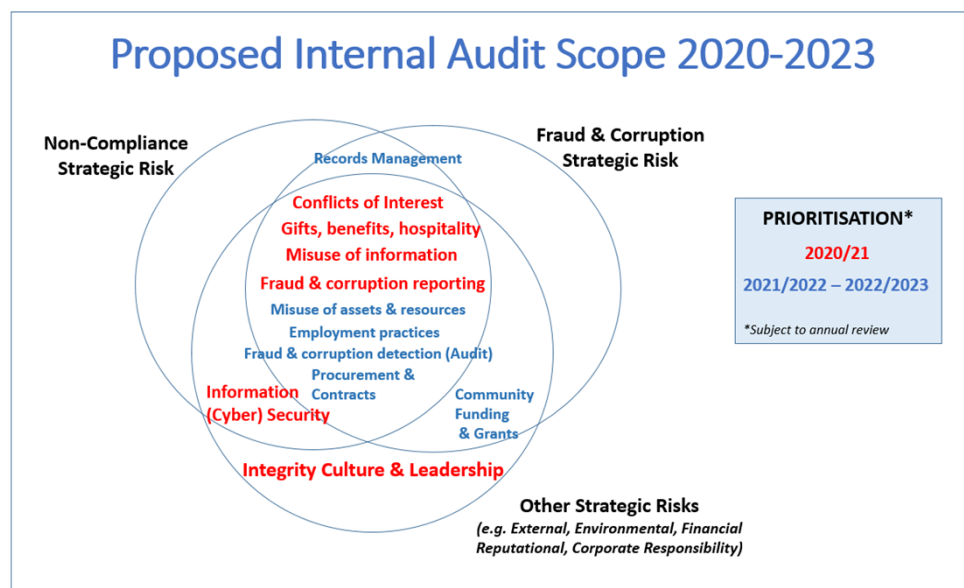 Proposed Internal Audit Scope 2020-2023
Non-Compliance
Strategic Risk
Fraud & Corruption
Strategic Risk
Records Management
Conflicts of Interest
Gifts, benefits, hospitality
Misuse of information
Fraud & corruption reporting
Misuse of assets & resources
Employment practices
Fraud & corruption detection (Audit)
Procurement &
Contracts
Information
(Cyber) Security
Community
Funding
& Grants
Integrity Culture & Leadership
Other Strategic Risks
(e.g. External, Environmental, Financial
Reputational, Corporate Responsibility)
PRIORITISATION*
2020/21
2021/2022 – 2022/2023
*Subject to annual review